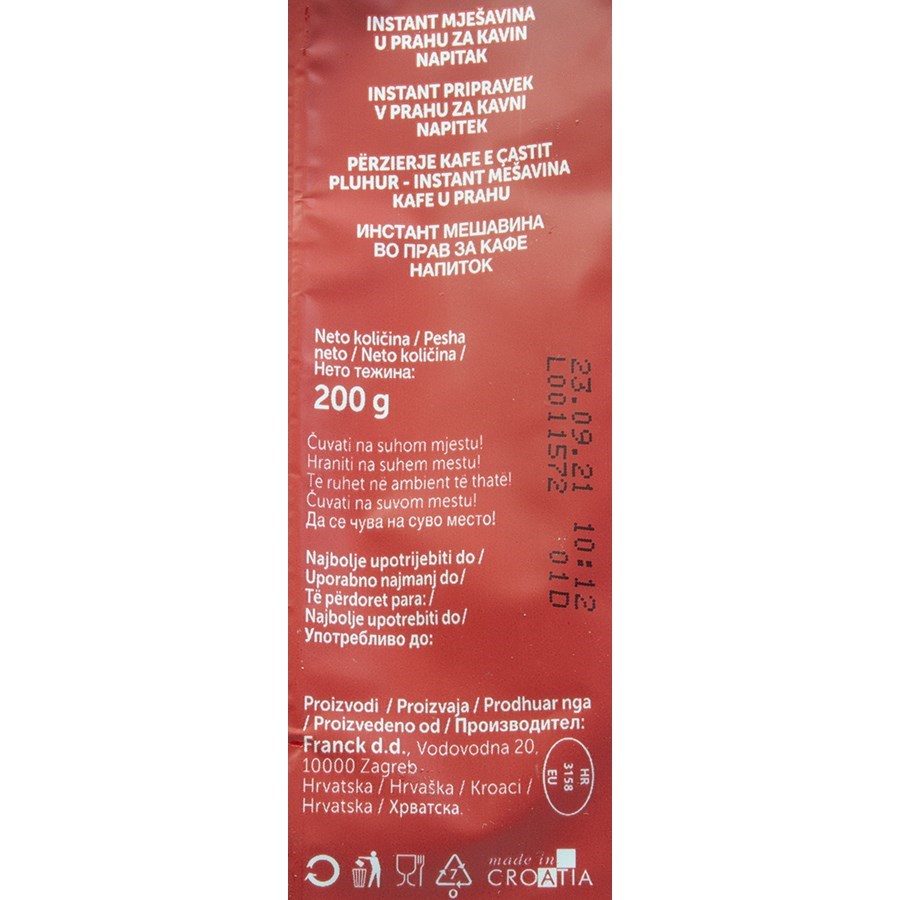 INSTANT MJEŠAVINA
U PRAHU ZA KAVIN
NAPITAK
INSTANT PRIPRAVEK
V PRAHU ZA KAVNI
NAPITEK
PËRZIERJE KAFE E ÇASTIT
PLUHUR - INSTANT MEŠAVINA
KAFE U PRAHU
ИНСТАНТ МЕШАВИНА
ВО ПРАВ ЗА КАФЕ
НАПИТОК
Neto količina / Pesha
neto / Neto količina /
Нето тежина:
200 g
23.09.21 10:12
L0011572 01D
Čuvati na suhom mjestu!
Hraniti na suhem mestu!
Të ruhet në ambient të thatë!
Čuvati na suvom mestu!
Да се чува на суво место!
Najbolje upotrijebiti do /
Uporabno najmanj do /
Të përdoret para: /
Najbolje upotrebiti do /
Употребливо до:
Proizvodi / Proizvaja / Prodhuar nga
/ Proizvedeno od / Производител:
Franck d.d., Vodovodna 20,
10000 Zagreb
Hrvatska / Hrvaška / Kroaci /
Hrvatska / Хрватска.
HR
3158
EU
7
O
made in
CROATIA